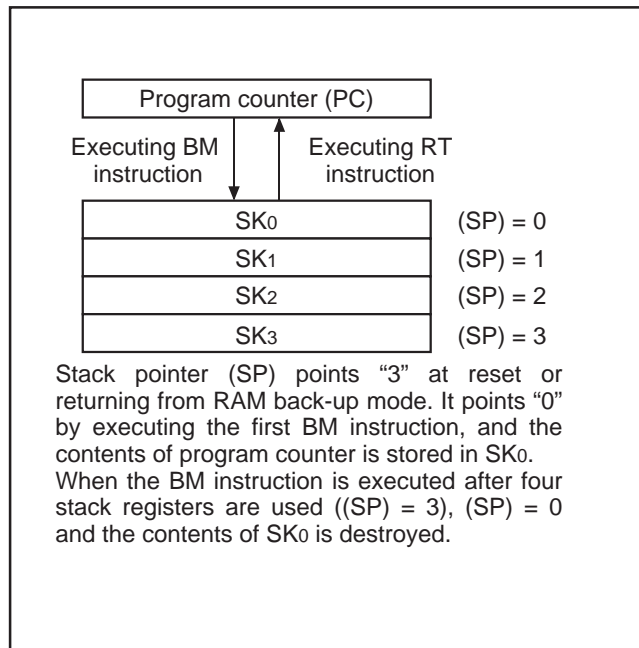 Program counter (PC)
Executing BM
instruction
Executing RT
instruction
SK0
(SP) = 0
SK1
(SP) = 1
SK2
(SP) = 2
SK3
(SP) = 3
Stack pointer (SP) points “3” at reset or
returning from RAM back-up mode. It points “0”
by executing the first BM instruction, and the
contents of program counter is stored in SK0.
When the BM instruction is executed after four
stack registers are used ((SP) = 3), (SP) = 0
and the contents of SK0 is destroyed.